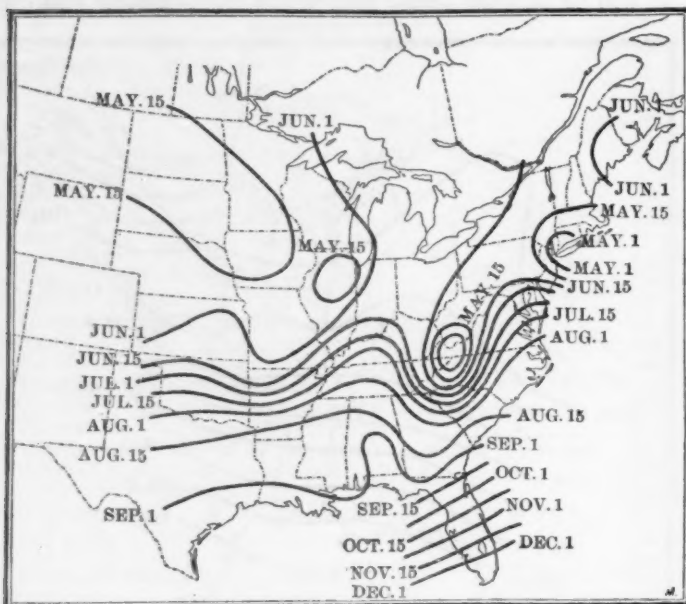 MAY. 15
JUN. 1
JUN. 1
JUN. 1
MAY. 15
MAY. 15
MAY. 15
MAY. 1
MAY. 15
MAY. 1
JUN. 15
JUL. 15
JUN. 1
AUG. 1
JUN. 15
JUL. 1
JUL. 15
AUG. 1
AUG. 15
AUG. 15
SEP. 1
OCT. 1
SEP. 15
NOV. 1
SEP. 1
DEC. 1
OCT. 15
NOV. 15
DEC. 1